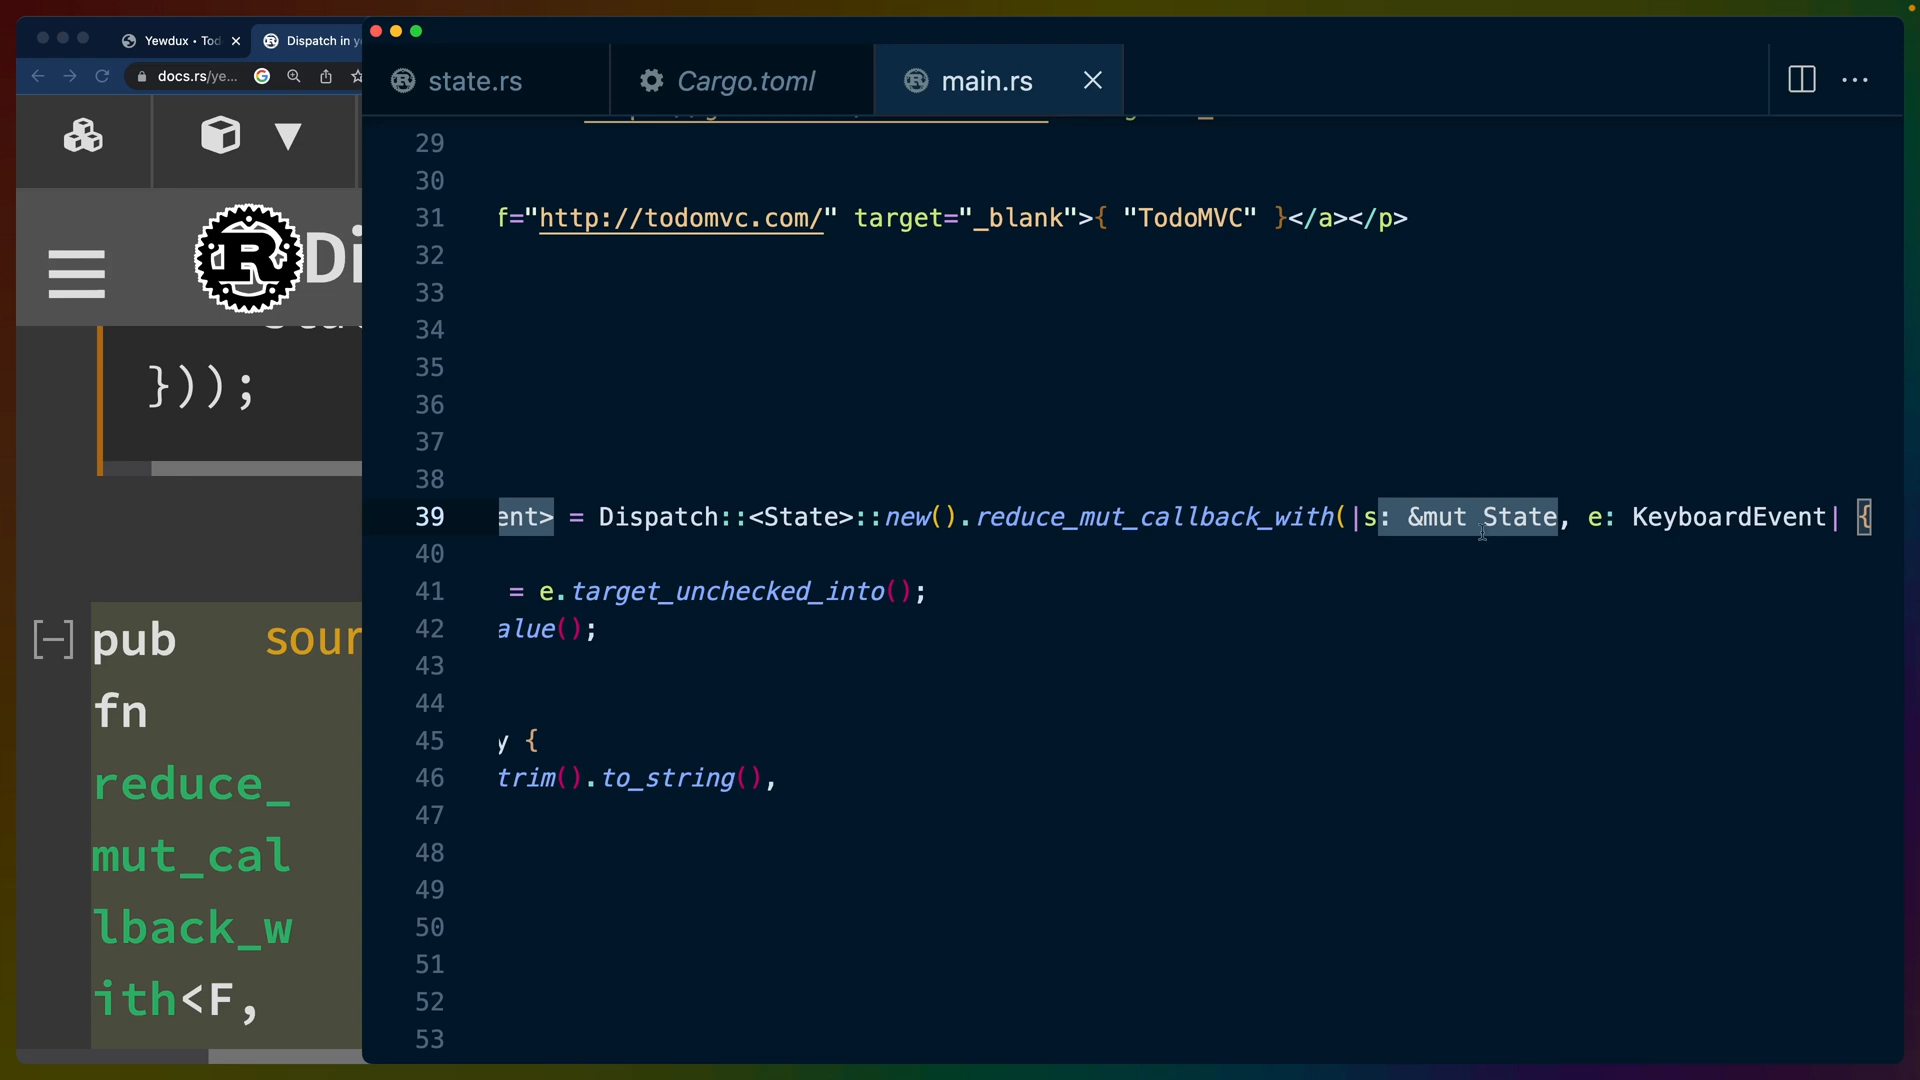 Yewdux • Tod
Dispatch in y
docs.rs/ye...
Di
}));
[−] pub sour
fn
reduce_
mut_cal
lback_w
ith<F,
state.rs
Cargo.toml
main.rs
29
30
31 f="http://todomvc.com/" target="_blank">{ "TodoMVC" }</a></p>
32
33
34
35
36
37
38
39 ent> = Dispatch::<State>::new().reduce_mut_callback_with(|s: &mut State, e: KeyboardEvent| {
40
41 = e.target_unchecked_into();
42 alue();
43
44
45 y {
46 trim().to_string(),
47
48
49
50
51
52
53